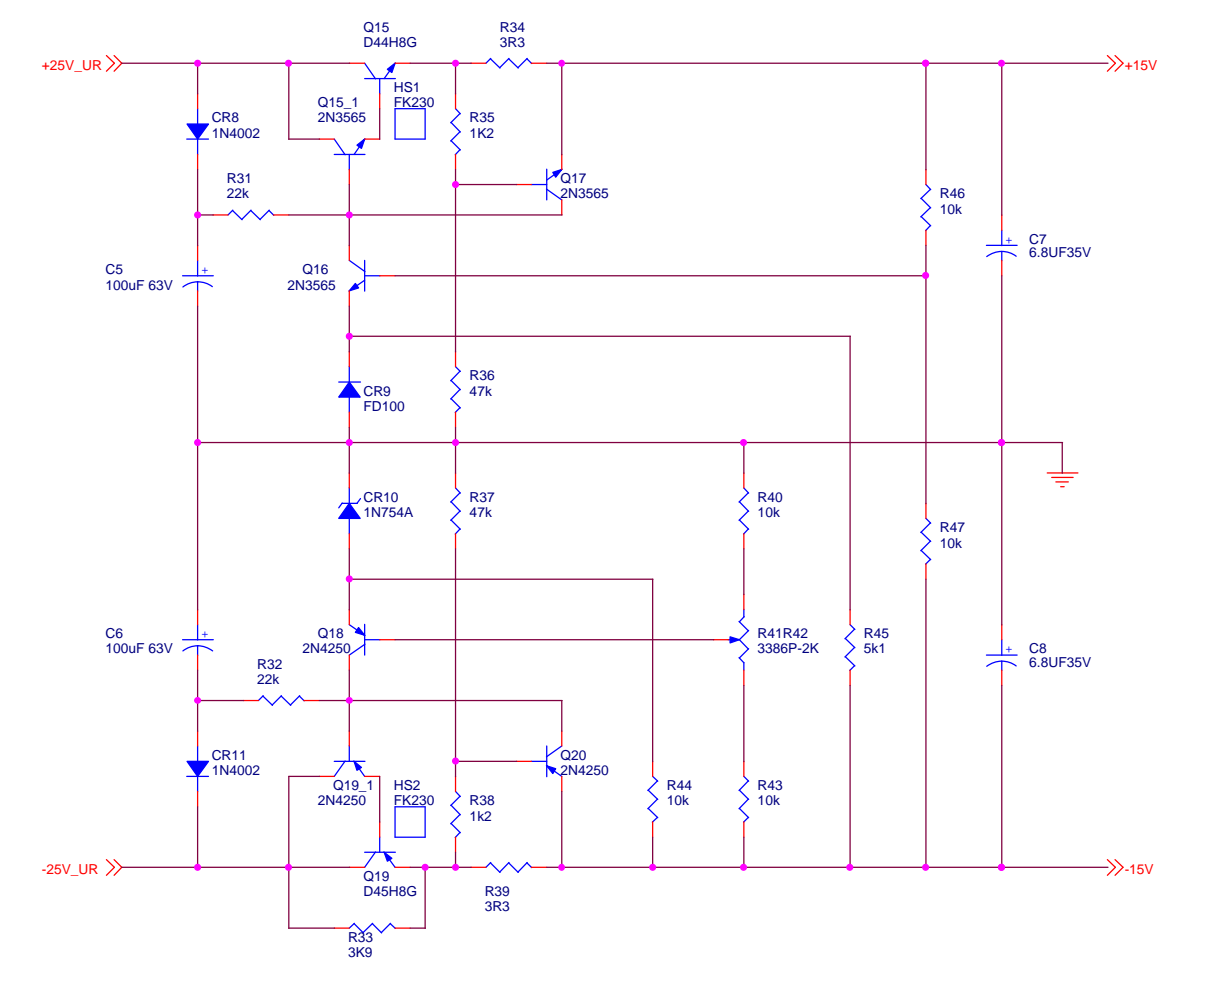 Q15
D44H8G
R34
3R3
+25V_UR
+15V
HS1
FK230
Q15_1
2N3565
CR8
1N4002
R35
1K2
R31
22k
Q17
2N3565
R46
10k
C7
6.8UF35V
C5
100uF 63V
+
Q16
2N3565
+
CR9
FD100
R36
47k
CR10
1N754A
R37
47k
R40
10k
R47
10k
C6
100uF 63V
+
Q18
2N4250
R41R42
3386P-2K
R45
5k1
C8
6.8UF35V
+
R32
22k
CR11
1N4002
Q19_1
2N4250
HS2
FK230
Q20
2N4250
R38
1k2
R44
10k
R43
10k
-25V_UR
-15V
Q19
D45H8G
R39
3R3
R33
3K9